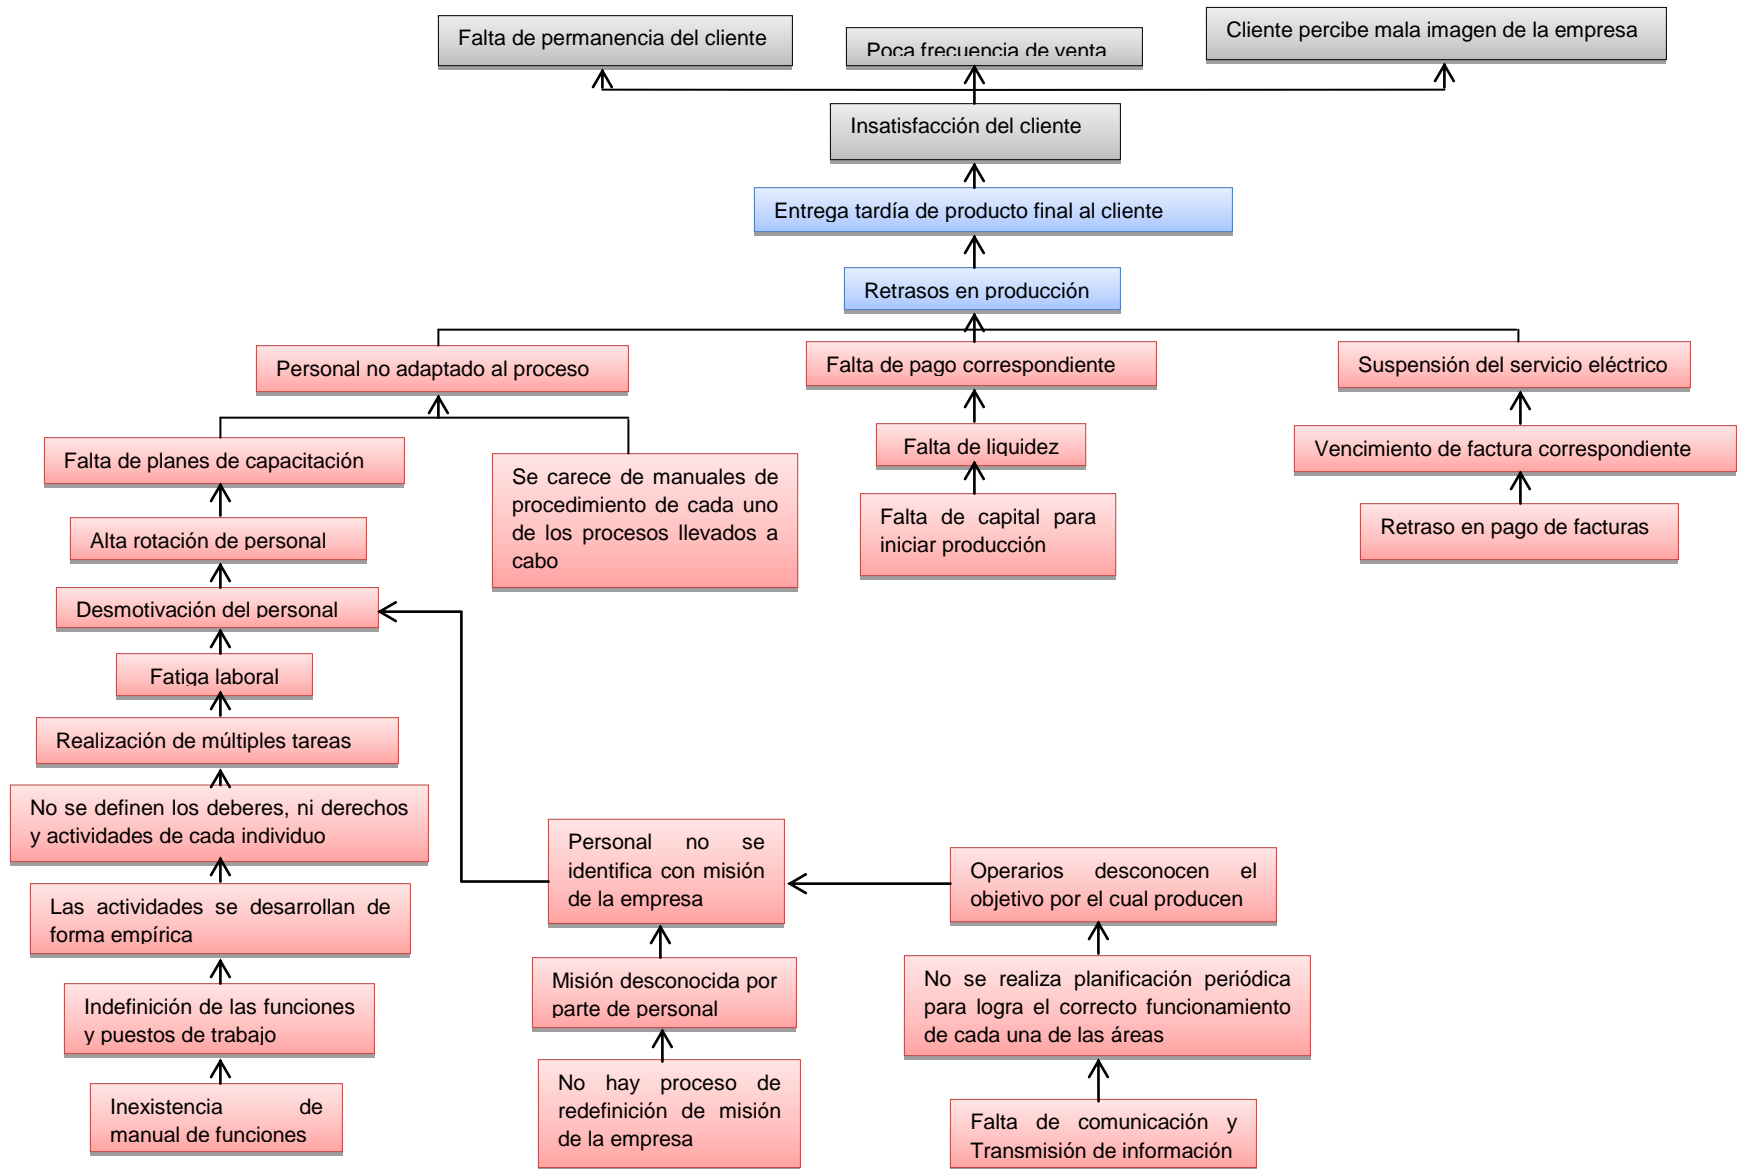 Falta de permanencia del cliente
Poca frecuencia de venta
Cliente percibe mala imagen de la empresa
Insatisfacción del cliente
Entrega tardía de producto final al cliente
Retrasos en producción
Personal no adaptado al proceso
Falta de pago correspondiente
Suspensión del servicio eléctrico
Falta de planes de capacitación
Se carece de manuales de
procedimiento de cada uno
de los procesos llevados a
cabo
Falta de liquidez
Vencimiento de factura correspondiente
Alta rotación de personal
Falta de capital para
iniciar producción
Retraso en pago de facturas
Desmotivación del personal
Fatiga laboral
Realización de múltiples tareas
No se definen los deberes, ni derechos
y actividades de cada individuo
Personal no se
identifica con misión
de la empresa
Operarios desconocen el
objetivo por el cual producen
Las actividades se desarrollan de
forma empírica
Misión desconocida por
parte de personal
No se realiza planificación periódica
para logra el correcto funcionamiento
de cada una de las áreas
Indefinición de las funciones
y puestos de trabajo
No hay proceso de
redefinición de misión
de la empresa
Inexistencia de
manual de funciones
Falta de comunicación y
Transmisión de información